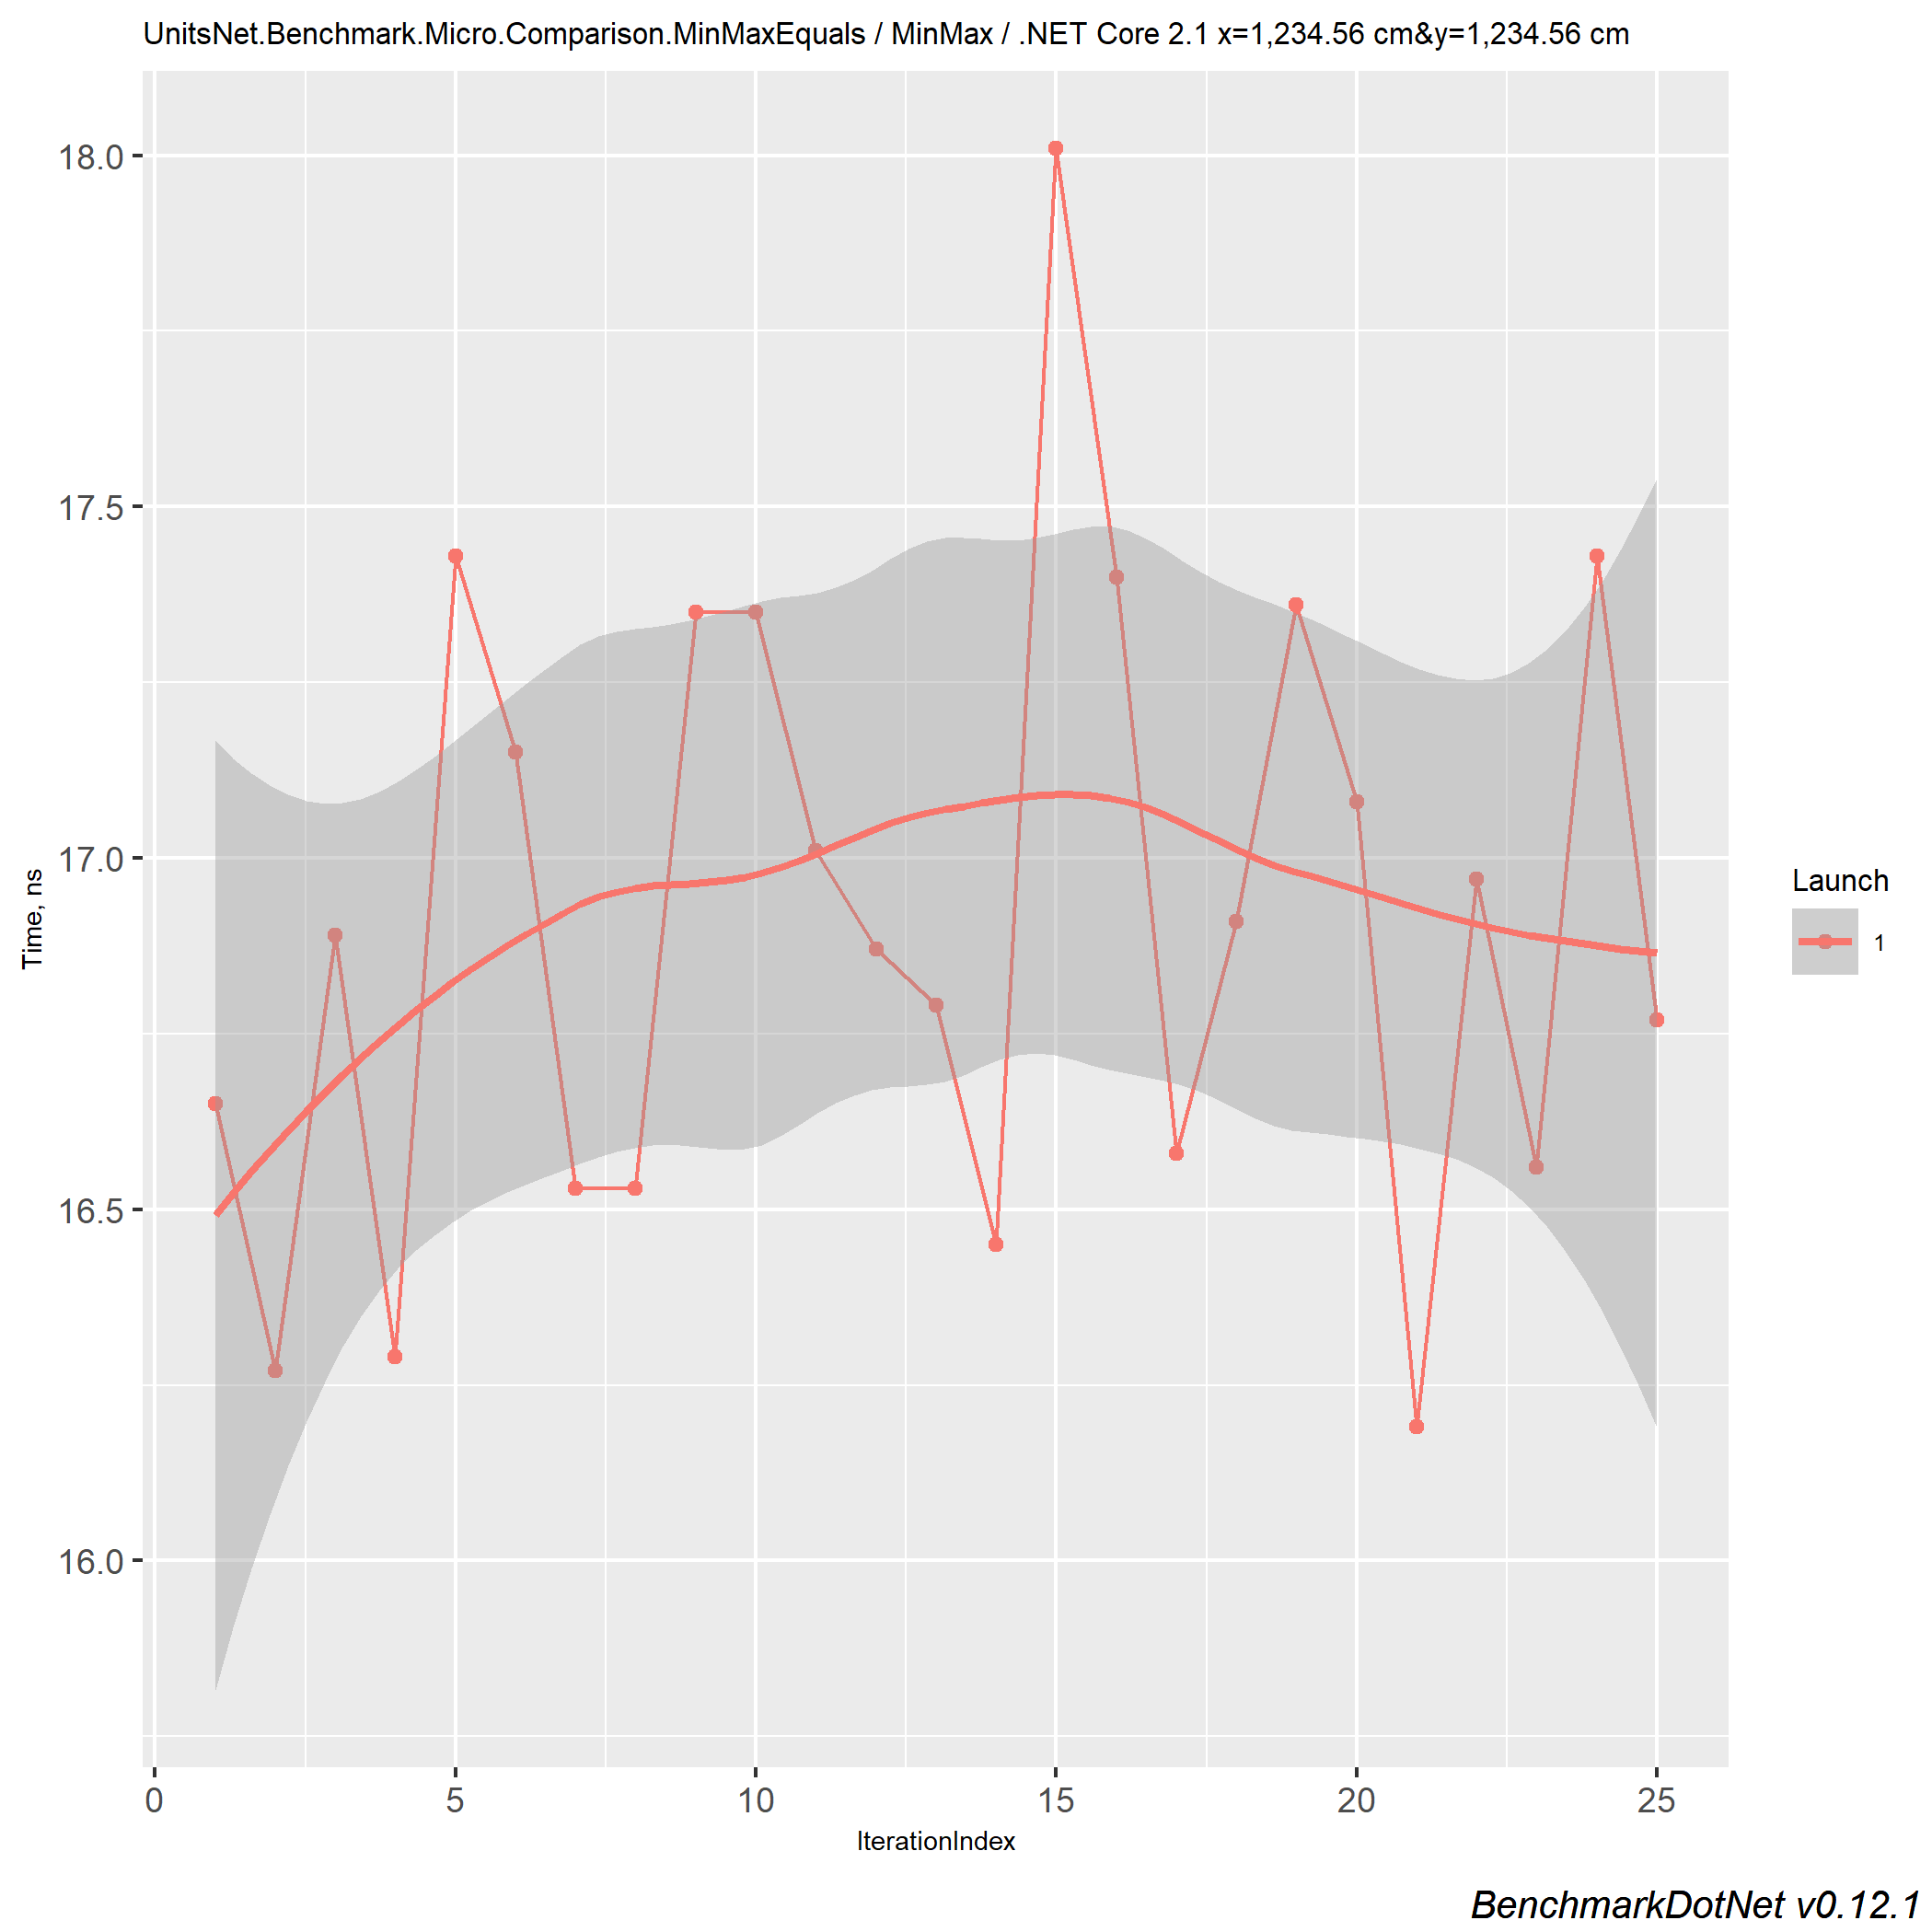 UnitsNet.Benchmark.Micro.Comparison.MinMaxEquals / MinMax / .NET Core 2.1 x=1,234.56 cm&y=1,234.56 cm
18.0
17.5
17.0
16.5
16.0
Time, ns
0 5 10 15 20 25
IterationIndex
Launch
1
BenchmarkDotNet v0.12.1